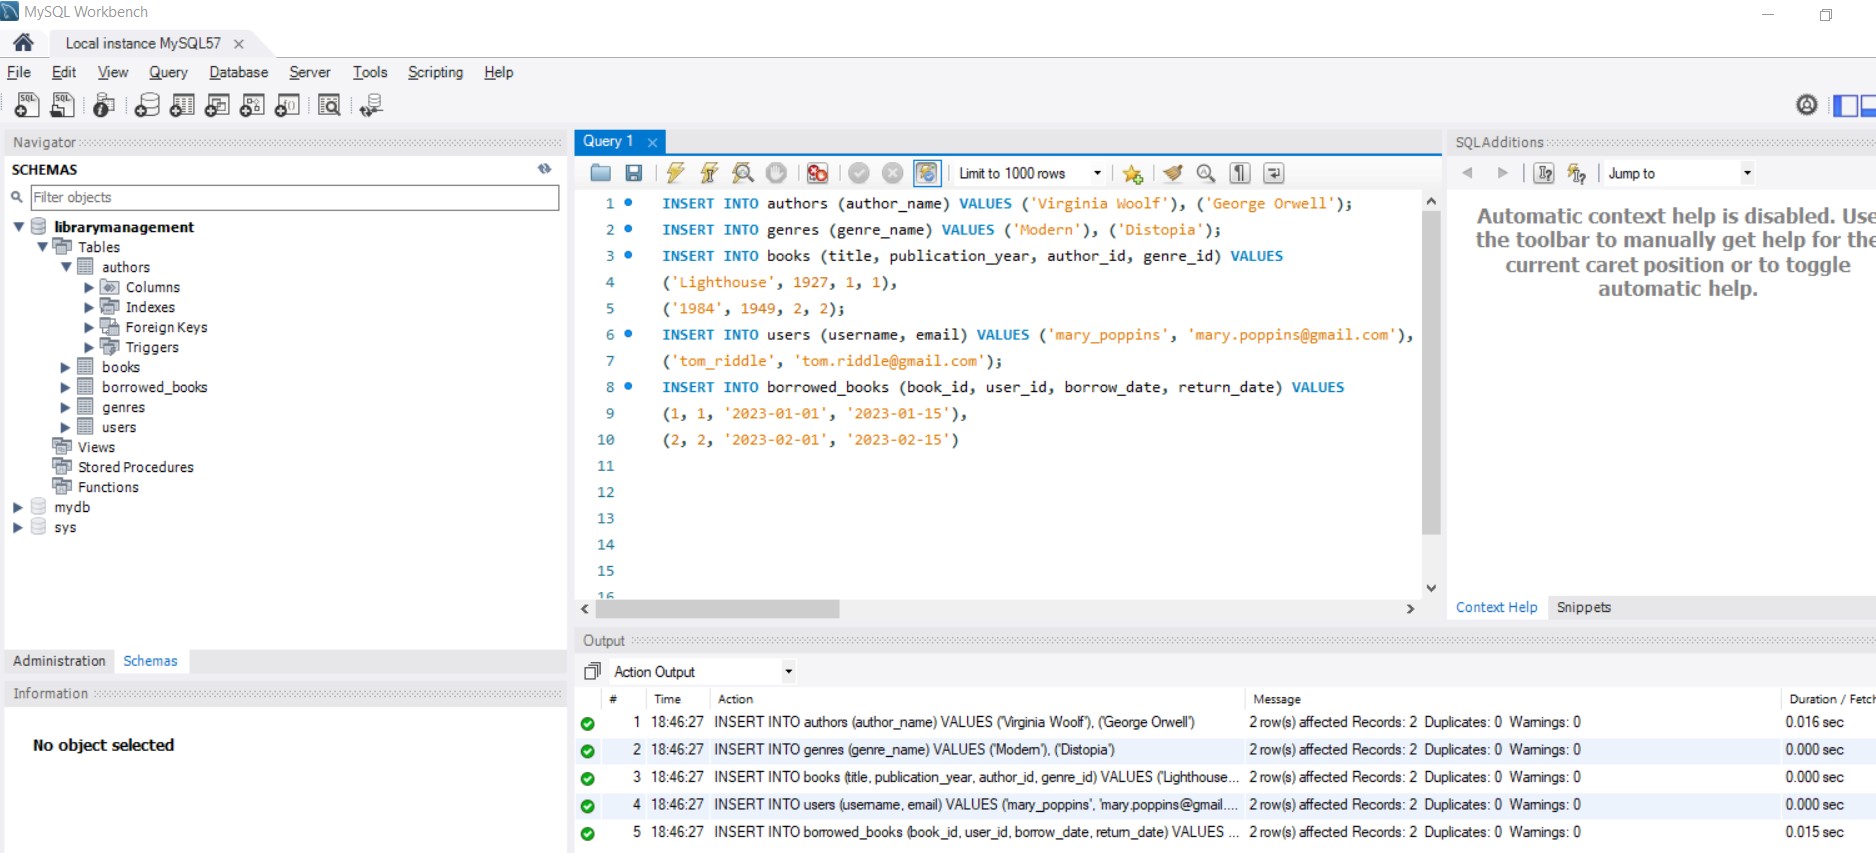 MySQL Workbench
Local instance MySQL57
File Edit View Query Database Server Tools Scripting Help
Navigator
SCHEMAS
Filter objects
librarymanagement
Tables
authors
Columns
Indexes
Foreign Keys
Triggers
books
borrowed_books
genres
users
Views
Stored Procedures
Functions
mydb
sys
Administration Schemas
Information
No object selected
Query 1
Limit to 1000 rows
1 INSERT INTO authors (author_name) VALUES ('Virginia Woolf'), ('George Orwell');
2 INSERT INTO genres (genre_name) VALUES ('Modern'), ('Distopia');
3 INSERT INTO books (title, publication_year, author_id, genre_id) VALUES
4 ('Lighthouse', 1927, 1, 1),
5 ('1984', 1949, 2, 2);
6 INSERT INTO users (username, email) VALUES ('mary_poppins', 'mary.poppins@gmail.com'),
7 ('tom_riddle', 'tom.riddle@gmail.com');
8 INSERT INTO borrowed_books (book_id, user_id, borrow_date, return_date) VALUES
9 (1, 1, '2023-01-01', '2023-01-15'),
10 (2, 2, '2023-02-01', '2023-02-15')
11
12
13
14
15
16
SQLAdditions
Jump to
Automatic context help is disabled. Use
the toolbar to manually get help for the
current caret position or to toggle
automatic help.
Context Help Snippets
Output
Action Output
# Time Action Message Duration / Fetch
1 18:46:27 INSERT INTO authors (author_name) VALUES ('Virginia Woolf'), ('George Orwell') 2 row(s) affected Records: 2 Duplicates: 0 Warnings: 0 0.016 sec
2 18:46:27 INSERT INTO genres (genre_name) VALUES ('Modern'), ('Distopia') 2 row(s) affected Records: 2 Duplicates: 0 Warnings: 0 0.000 sec
3 18:46:27 INSERT INTO books (title, publication_year, author_id, genre_id) VALUES ('Lighthouse... 2 row(s) affected Records: 2 Duplicates: 0 Warnings: 0 0.000 sec
4 18:46:27 INSERT INTO users (username, email) VALUES ('mary_poppins', 'mary.poppins@gmail.... 2 row(s) affected Records: 2 Duplicates: 0 Warnings: 0 0.000 sec
5 18:46:27 INSERT INTO borrowed_books (book_id, user_id, borrow_date, return_date) VALUES ... 2 row(s) affected Records: 2 Duplicates: 0 Warnings: 0 0.015 sec